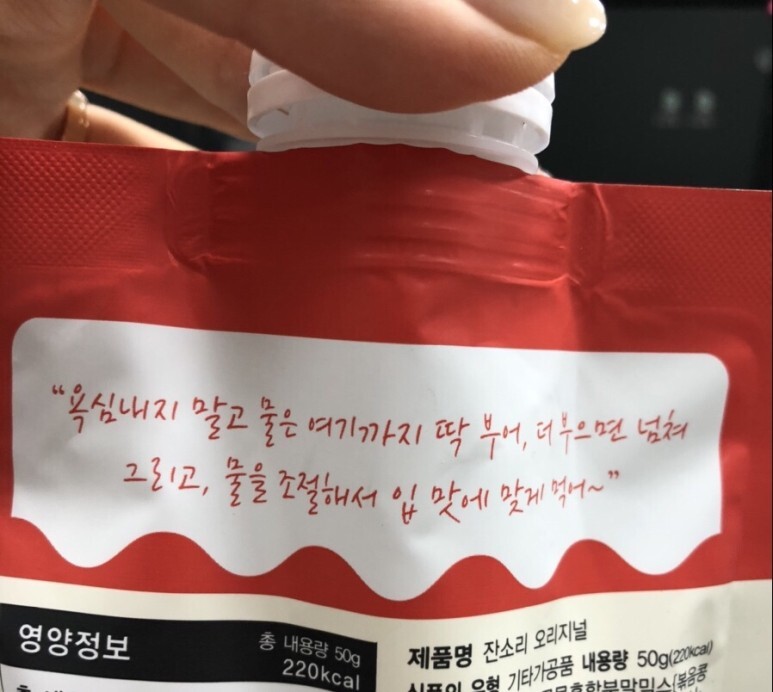 “욕심내지 말고 물은 여기까지 딱 부어, 더 부으면 넘쳐
그리고, 물을 조절해서 입 맛에 맞게 먹어~”
영양정보
총 내용량 50g
220kcal
제품명 잔소리 오리지널
식품의 유형 기타가공품 내용량 50g(220kcal)